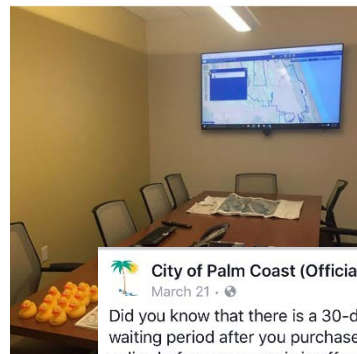 City of Palm Coast (Officia
March 21 ·
Did you know that there is a 30-d
waiting period after you purchase